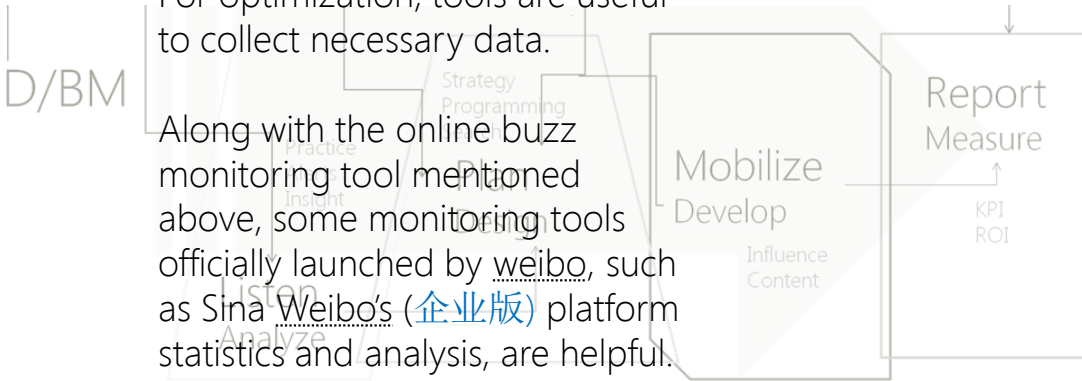 For optimization, tools are useful
to collect necessary data.
Along with the online buzz
monitoring tool mentioned
above, some monitoring tools
officially launched by weibo, such
as Sina Weibo's (企业版) platform
statistics and analysis, are helpful.
D/BM
Strategy
Programming
Search
Practice
Insight
Plan
Design
Listen
Analyze
Mobilize
Develop
Influence
Content
Report
Measure
KPI
ROI